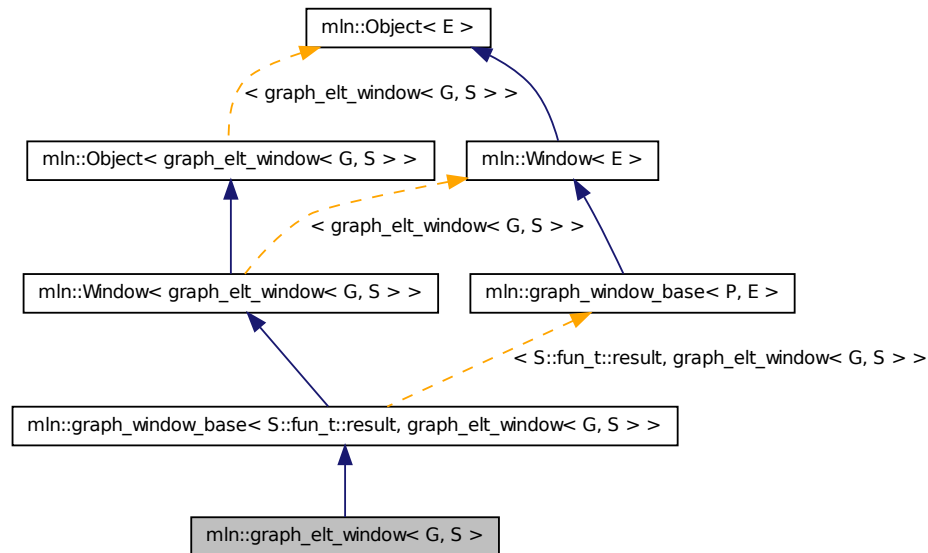 mln::Object< E >
< graph_elt_window< G, S > >
mln::Object< graph_elt_window< G, S > >
mln::Window< E >
< graph_elt_window< G, S > >
mln::Window< graph_elt_window< G, S > >
mln::graph_window_base< P, E >
< S::fun_t::result, graph_elt_window< G, S > >
mln::graph_window_base< S::fun_t::result, graph_elt_window< G, S > >
mln::graph_elt_window< G, S >